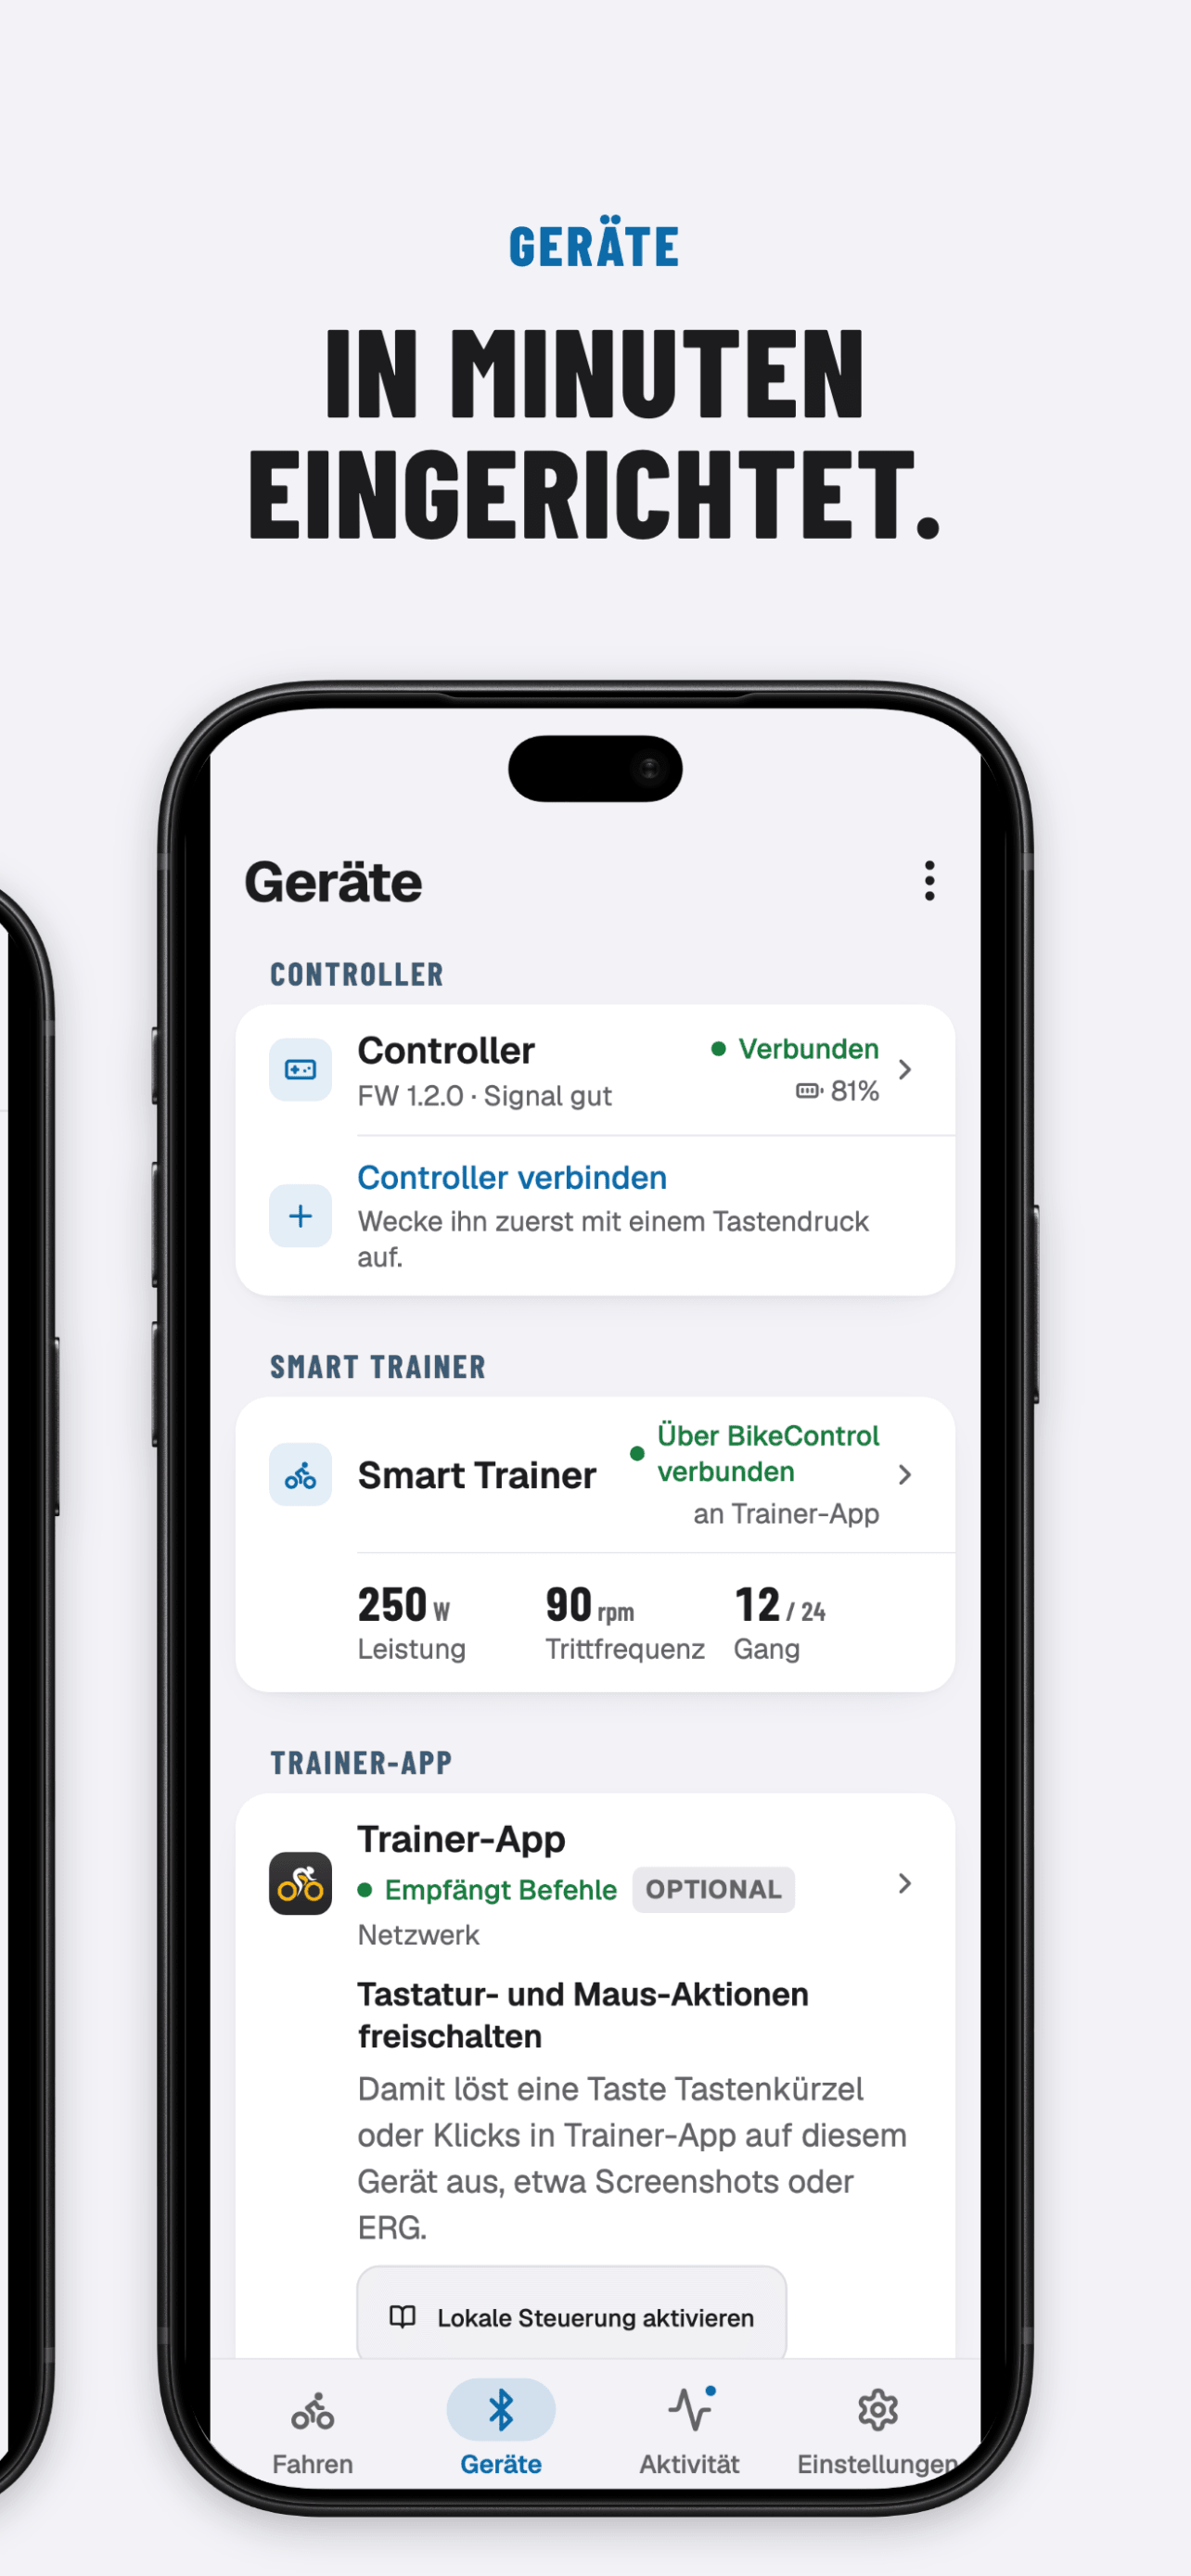 GERÄTE
IN MINUTEN
EINGERICHTET.
Geräte
CONTROLLER
Controller
Verbunden
FW 1.2.0 · Signal gut
81%
Controller verbinden
Wecke ihn zuerst mit einem Tastendruck
auf.
SMART TRAINER
Smart Trainer
Über BikeControl
verbunden
an Trainer-App
250 W
90 rpm
12 / 24
Leistung
Trittfrequenz
Gang
TRAINER-APP
Trainer-App
Empfängt Befehle
OPTIONAL
Netzwerk
Tastatur- und Maus-Aktionen
freischalten
Damit löst eine Taste Tastenkürzel
oder Klicks in Trainer-App auf diesem
Gerät aus, etwa Screenshots oder
ERG.
Lokale Steuerung aktivieren
Fahren
Geräte
Aktivität
Einstellungen